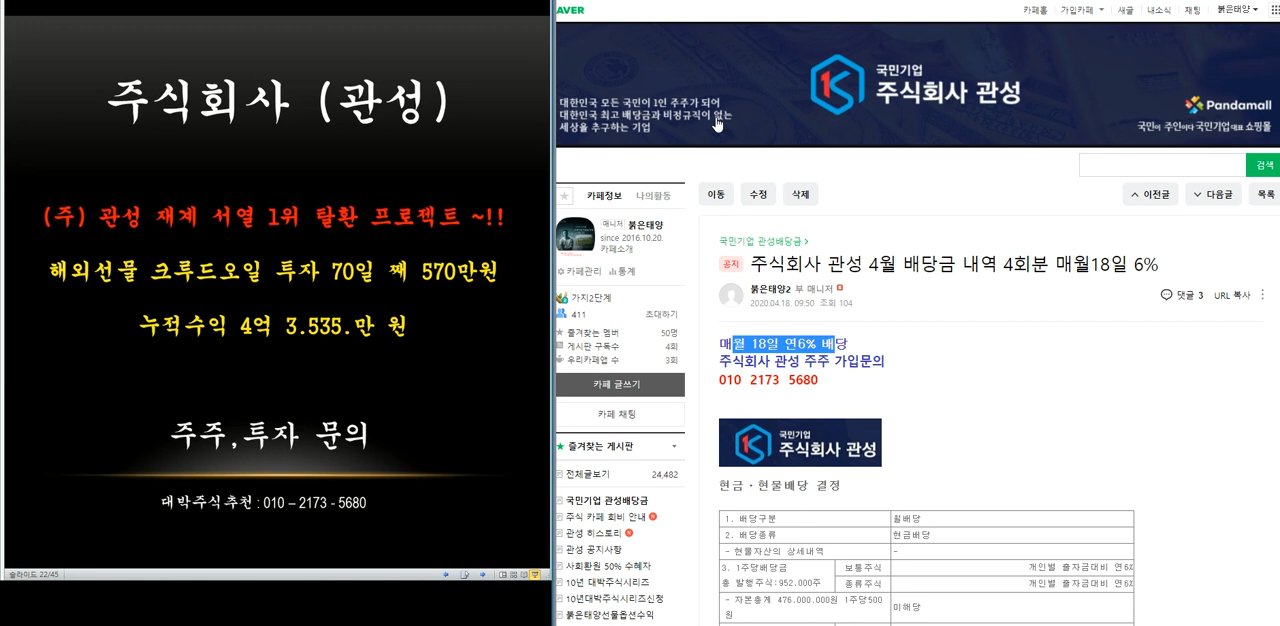 주식회사 (관성)
(주) 관성 재계 서열 1위 탈환 프로젝트 ~!!
해외선물 크루드오일 투자 70일 째 570만원
누적수익 4억 3.535.만 원
주주,투자 문의
대박주식추천 : 010 – 2173 - 5680
슬라이드 22/45
AVER
카페홈 가입카페 새글 내소식 채팅 붉은태양
대한민국 모든 국민이 1인 주주가 되어
대한민국 최고 배당금과 비정규직이 없는
세상을 추구하는 기업
국민기업
주식회사 관성
Pandamall
국민이 주인이다 국민기업대표 쇼핑몰
검색
카페정보 나의활동
매니저 붉은태양
since 2016.10.20.
카페소개
카페관리 통계
가지2단계
411 초대하기
즐겨찾는 멤버 50명
게시판 구독수 4회
우리카페앱 수 3회
카페 글쓰기
카페 채팅
즐겨찾는 게시판
전체글보기 24,482
국민기업 관성배당금
주식 카페 회비 안내
관성 히스토리
관성 공지사항
사회환원 50% 수혜자
10년 대박주식시리즈
10년대박주식시리즈신청
붉은태양선물옵션수익
이동 수정 삭제
이전글 다음글 목록
국민기업 관성배당금 >
공지 주식회사 관성 4월 배당금 내역 4회분 매월18일 6%
붉은태양2 부 매니저
2020.04.18. 09:50 조회 104
댓글 3 URL 복사
매월 18일 연6% 배당
주식회사 관성 주주 가입문의
010 2173 5680
국민기업
주식회사 관성
현금ㆍ현물배당 결정
1. 배당구분 월배당
2. 배당종류 현금배당
- 현물자산의 상세내역 -
3. 1주당배당금 보통주식 개인별 출자금대비 연6%
총 발행주식:952.000주 종류주식 개인별 출자금대비 연6%
- 자본총계 476.000.000원 1주당500원 미해당